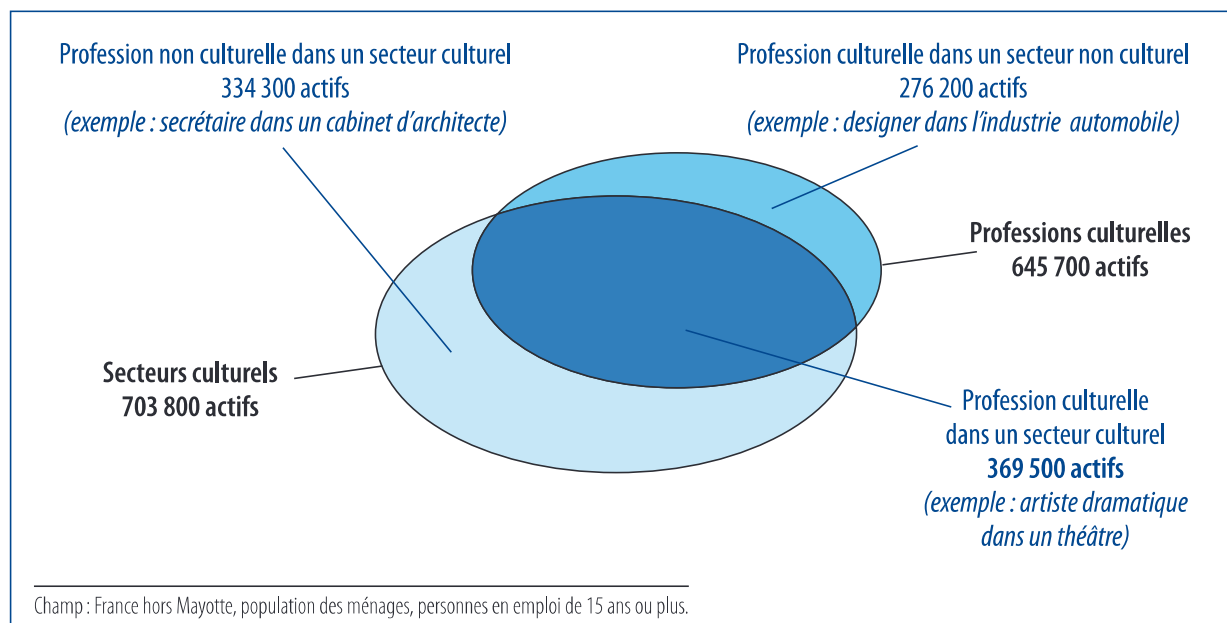 Profession non culturelle dans un secteur culturel
334 300 actifs
(exemple : secrétaire dans un cabinet d'architecte)
Profession culturelle dans un secteur non culturel
276 200 actifs
(exemple : designer dans l'industrie automobile)
Professions culturelles
645 700 actifs
Secteurs culturels
703 800 actifs
Profession culturelle
dans un secteur culturel
369 500 actifs
(exemple : artiste dramatique
dans un théâtre)
Champ : France hors Mayotte, population des ménages, personnes en emploi de 15 ans ou plus.